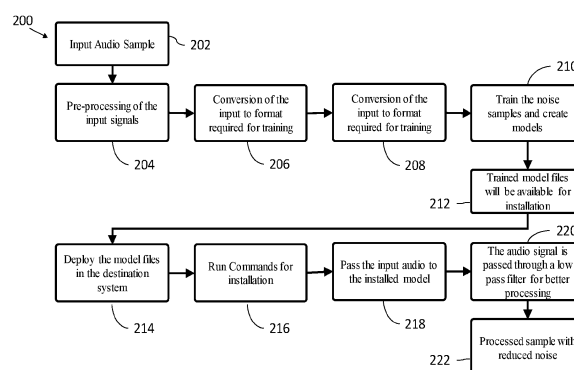 200
Input Audio Sample
202
Pre-processing of the
input signals
204
Conversion of the
input to format
required for training
206
Conversion of the
input to format
required for training
208
210
Train the noise
samples and create
models
Trained model files
will be available for
installation
212
Deploy the model files
in the destination
system
214
Run Commands for
installation
216
Pass the input audio to
the installed model
218
220
The audio signal is
passed through a low
pass filter for better
processing
Processed sample with
reduced noise
222